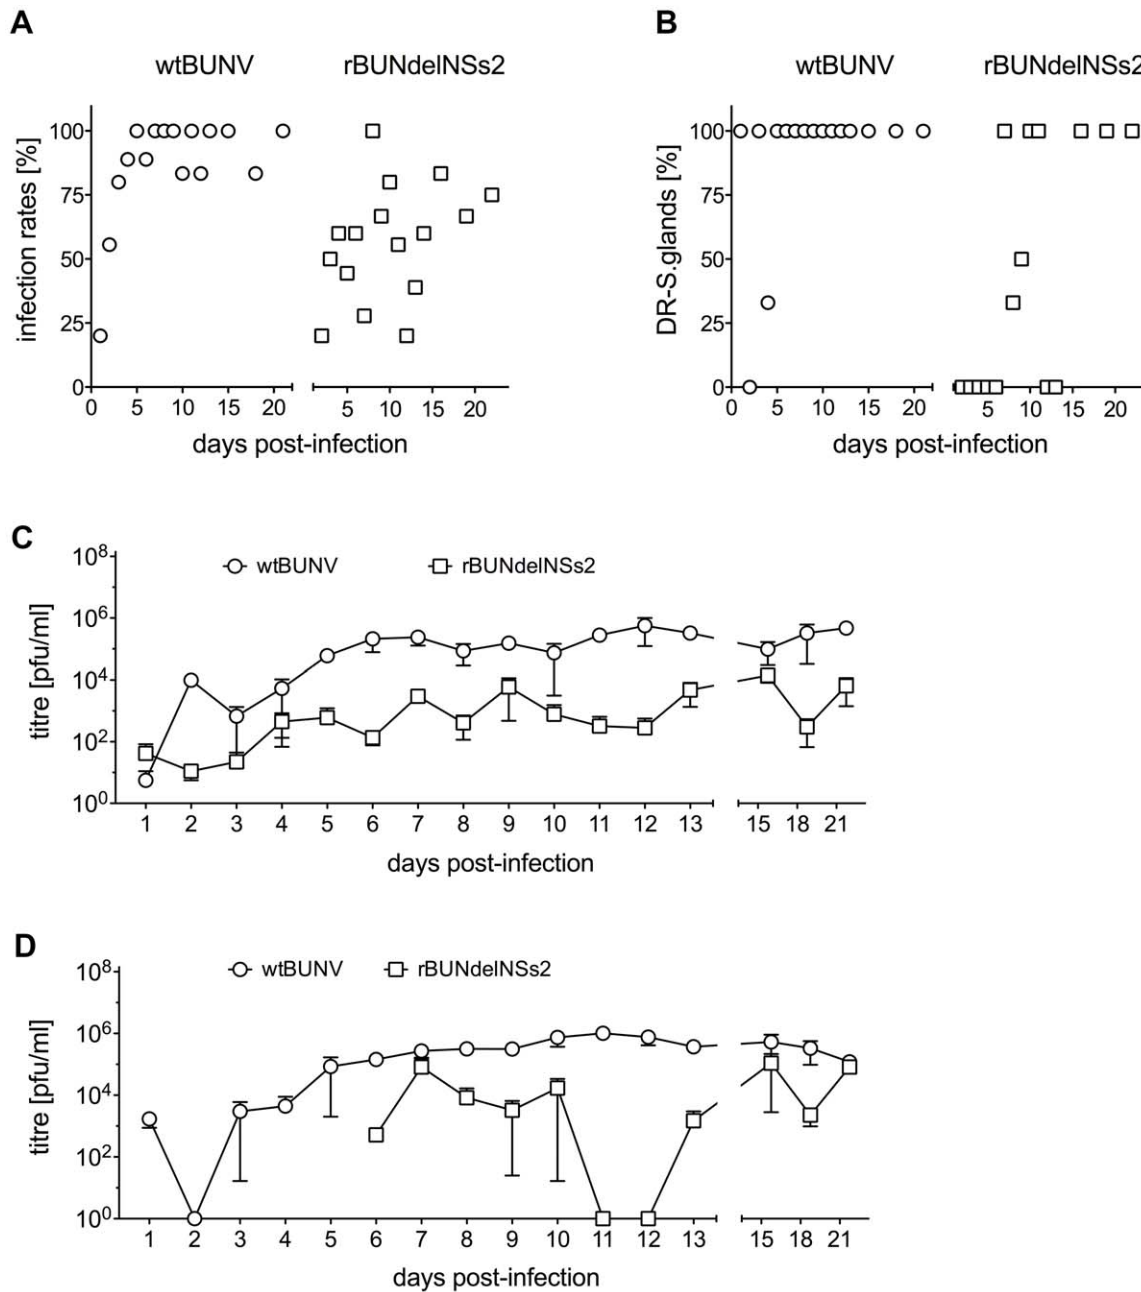 A
wtBUNV
rBUNdelNSs2
infection rates [%]
100
75
50
25
0
0 5 10 15 20
5 10 15 20
days post-infection
B
wtBUNV
rBUNdelNSs2
DR-S.glands [%]
100
75
50
25
0
0 5 10 15 20
5 10 15 20
days post-infection
C
wtBUNV
rBUNdelNSs2
titre [pfu/ml]
10⁸
10⁶
10⁴
10²
10⁰
1 2 3 4 5 6 7 8 9 10 11 12 13 15 18 21
days post-infection
D
wtBUNV
rBUNdelNSs2
titre [pfu/ml]
10⁸
10⁶
10⁴
10²
10⁰
1 2 3 4 5 6 7 8 9 10 11 12 13 15 18 21
days post-infection